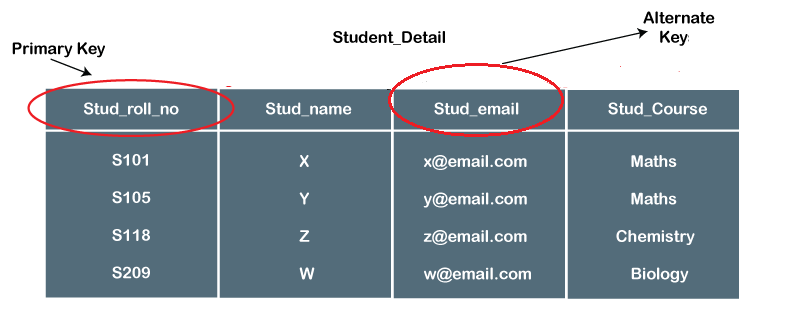 Alternate
Key
Student_Detail
Primary Key
Stud_roll_no Stud_name Stud_email Stud_Course
S101 X x@email.com Maths
S105 Y y@email.com Maths
S118 Z z@email.com Chemistry
S209 W w@email.com Biology